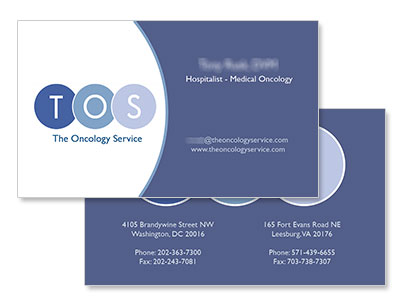 T O S
The Oncology Service
Hospitalist - Medical Oncology
@theoncologyservice.com
www.theoncologyservice.com
4105 Brandywine Street NW
Washington, DC 20016
Phone: 202-363-7300
Fax: 202-243-7081
165 Fort Evans Road NE
Leesburg, VA 20176
Phone: 571-439-6655
Fax: 703-738-7307